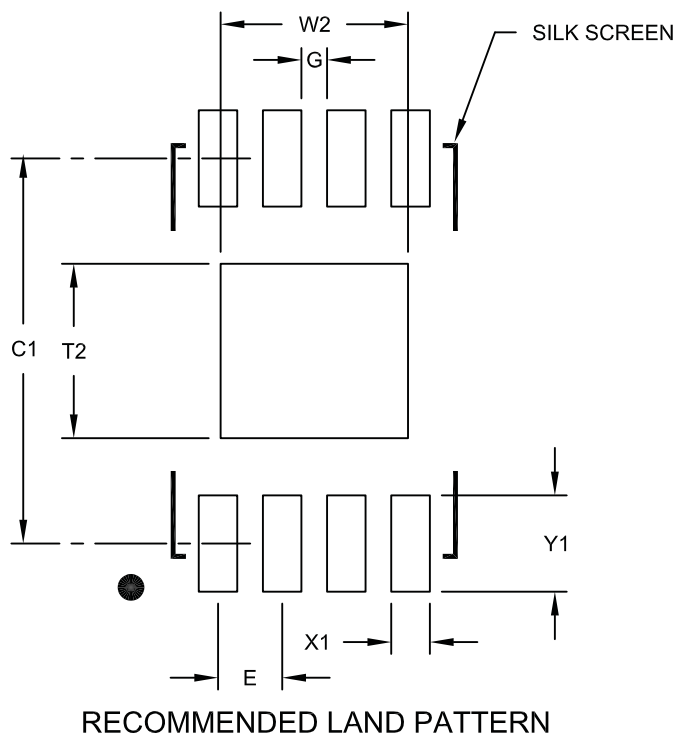 W2
SILK SCREEN
G
C1
T2
Y1
X1
E
RECOMMENDED LAND PATTERN